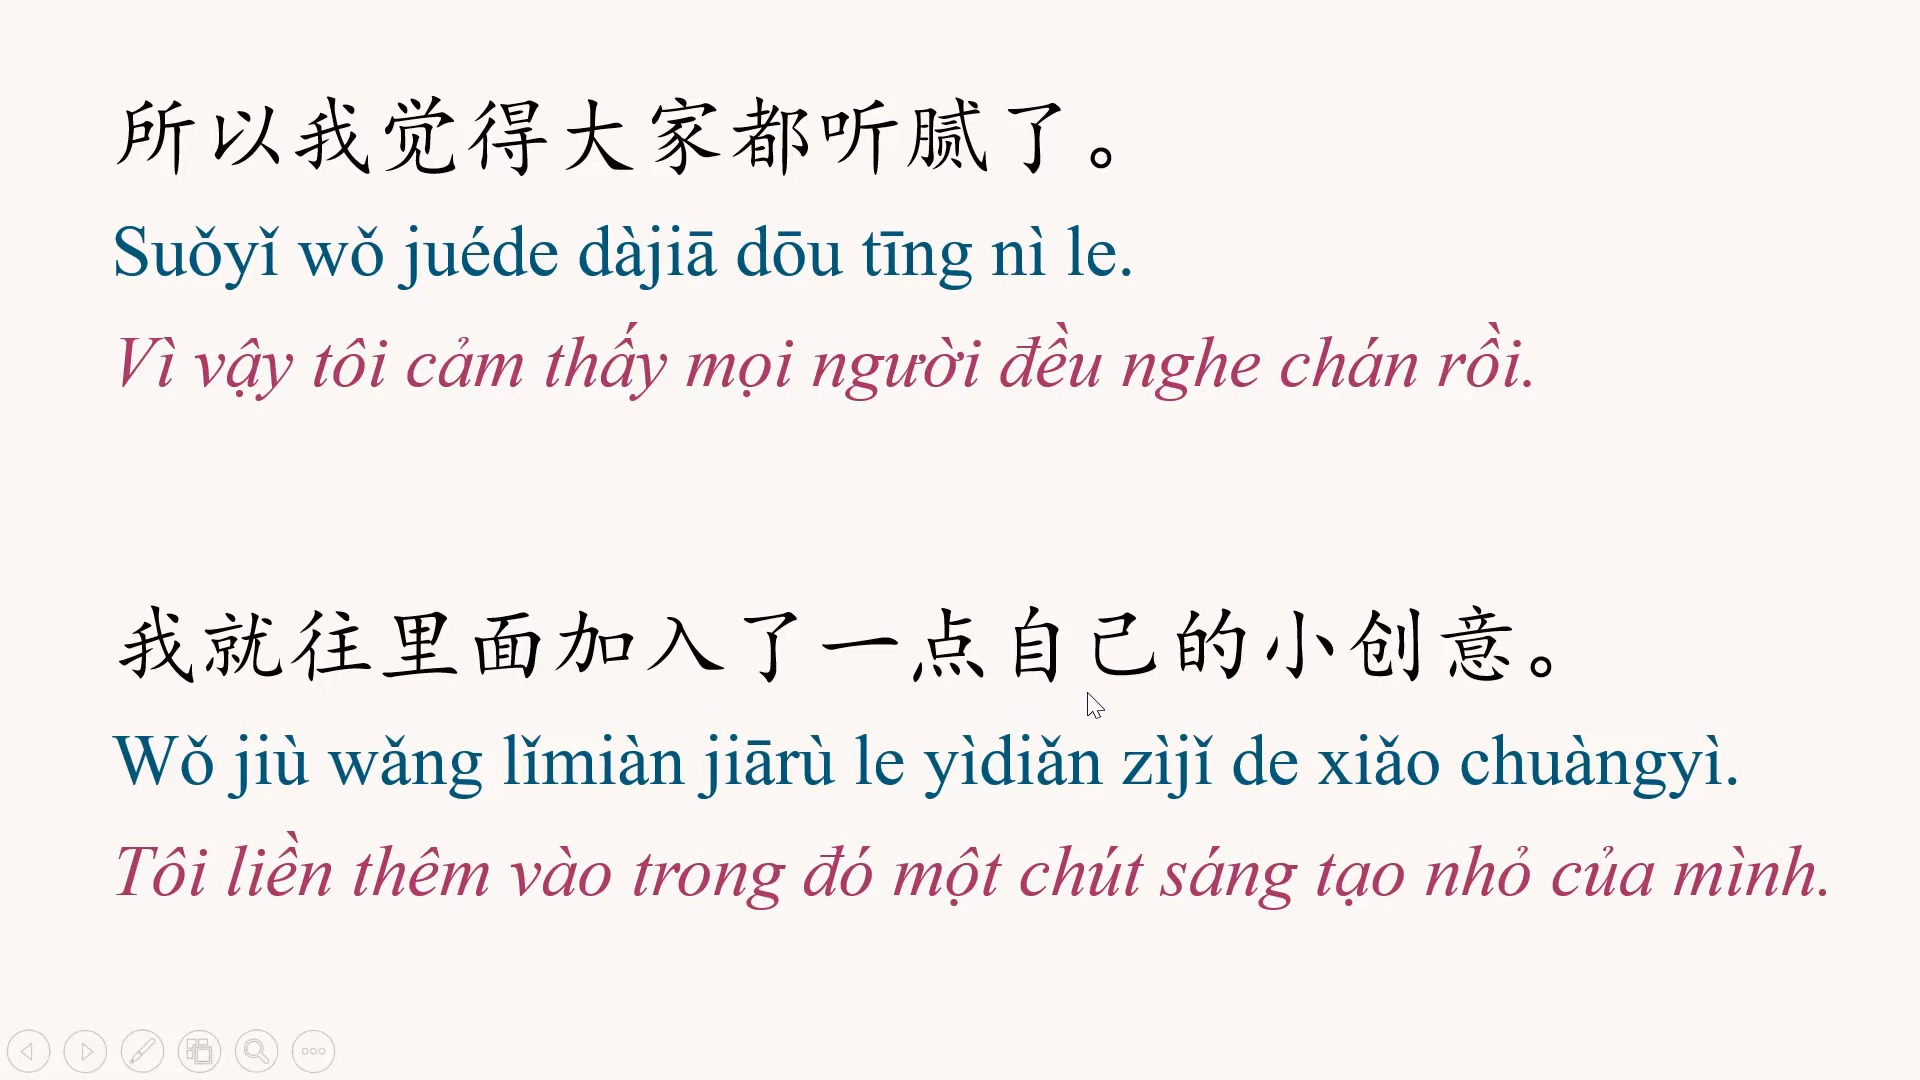 所以我觉得大家都听腻了。
Suǒyǐ wǒ juéde dàjiā dōu tīng nì le.
Vì vậy tôi cảm thấy mọi người đều nghe chán rồi.
我就往里面加入了一点自己的小创意。
Wǒ jiù wǎng lǐmiàn jiārù le yìdiǎn zìjǐ de xiǎo chuàngyì.
Tôi liền thêm vào trong đó một chút sáng tạo nhỏ của mình.